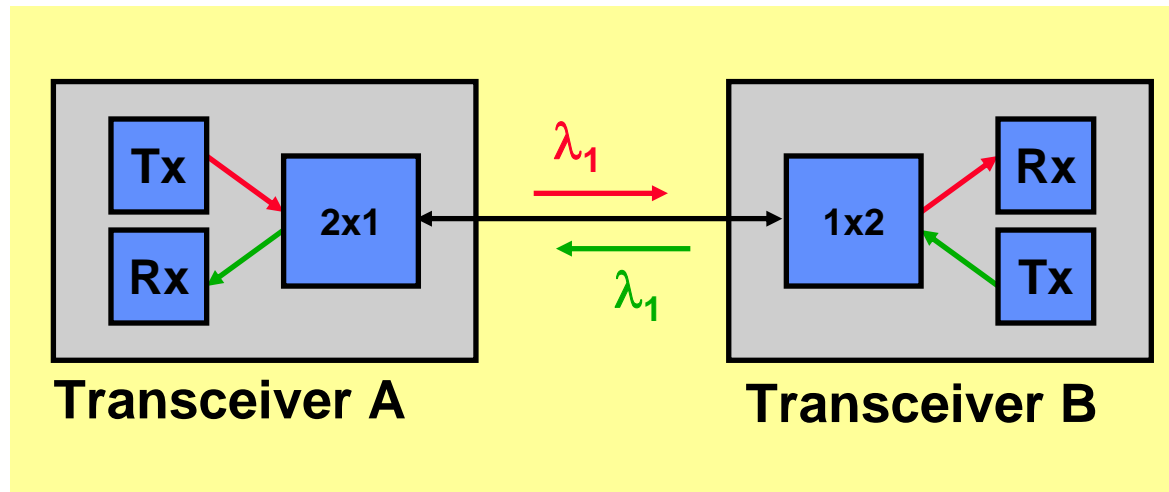 λ1
Tx
Rx
2x1
1x2
Rx
Tx
λ1
Transceiver A
Transceiver B